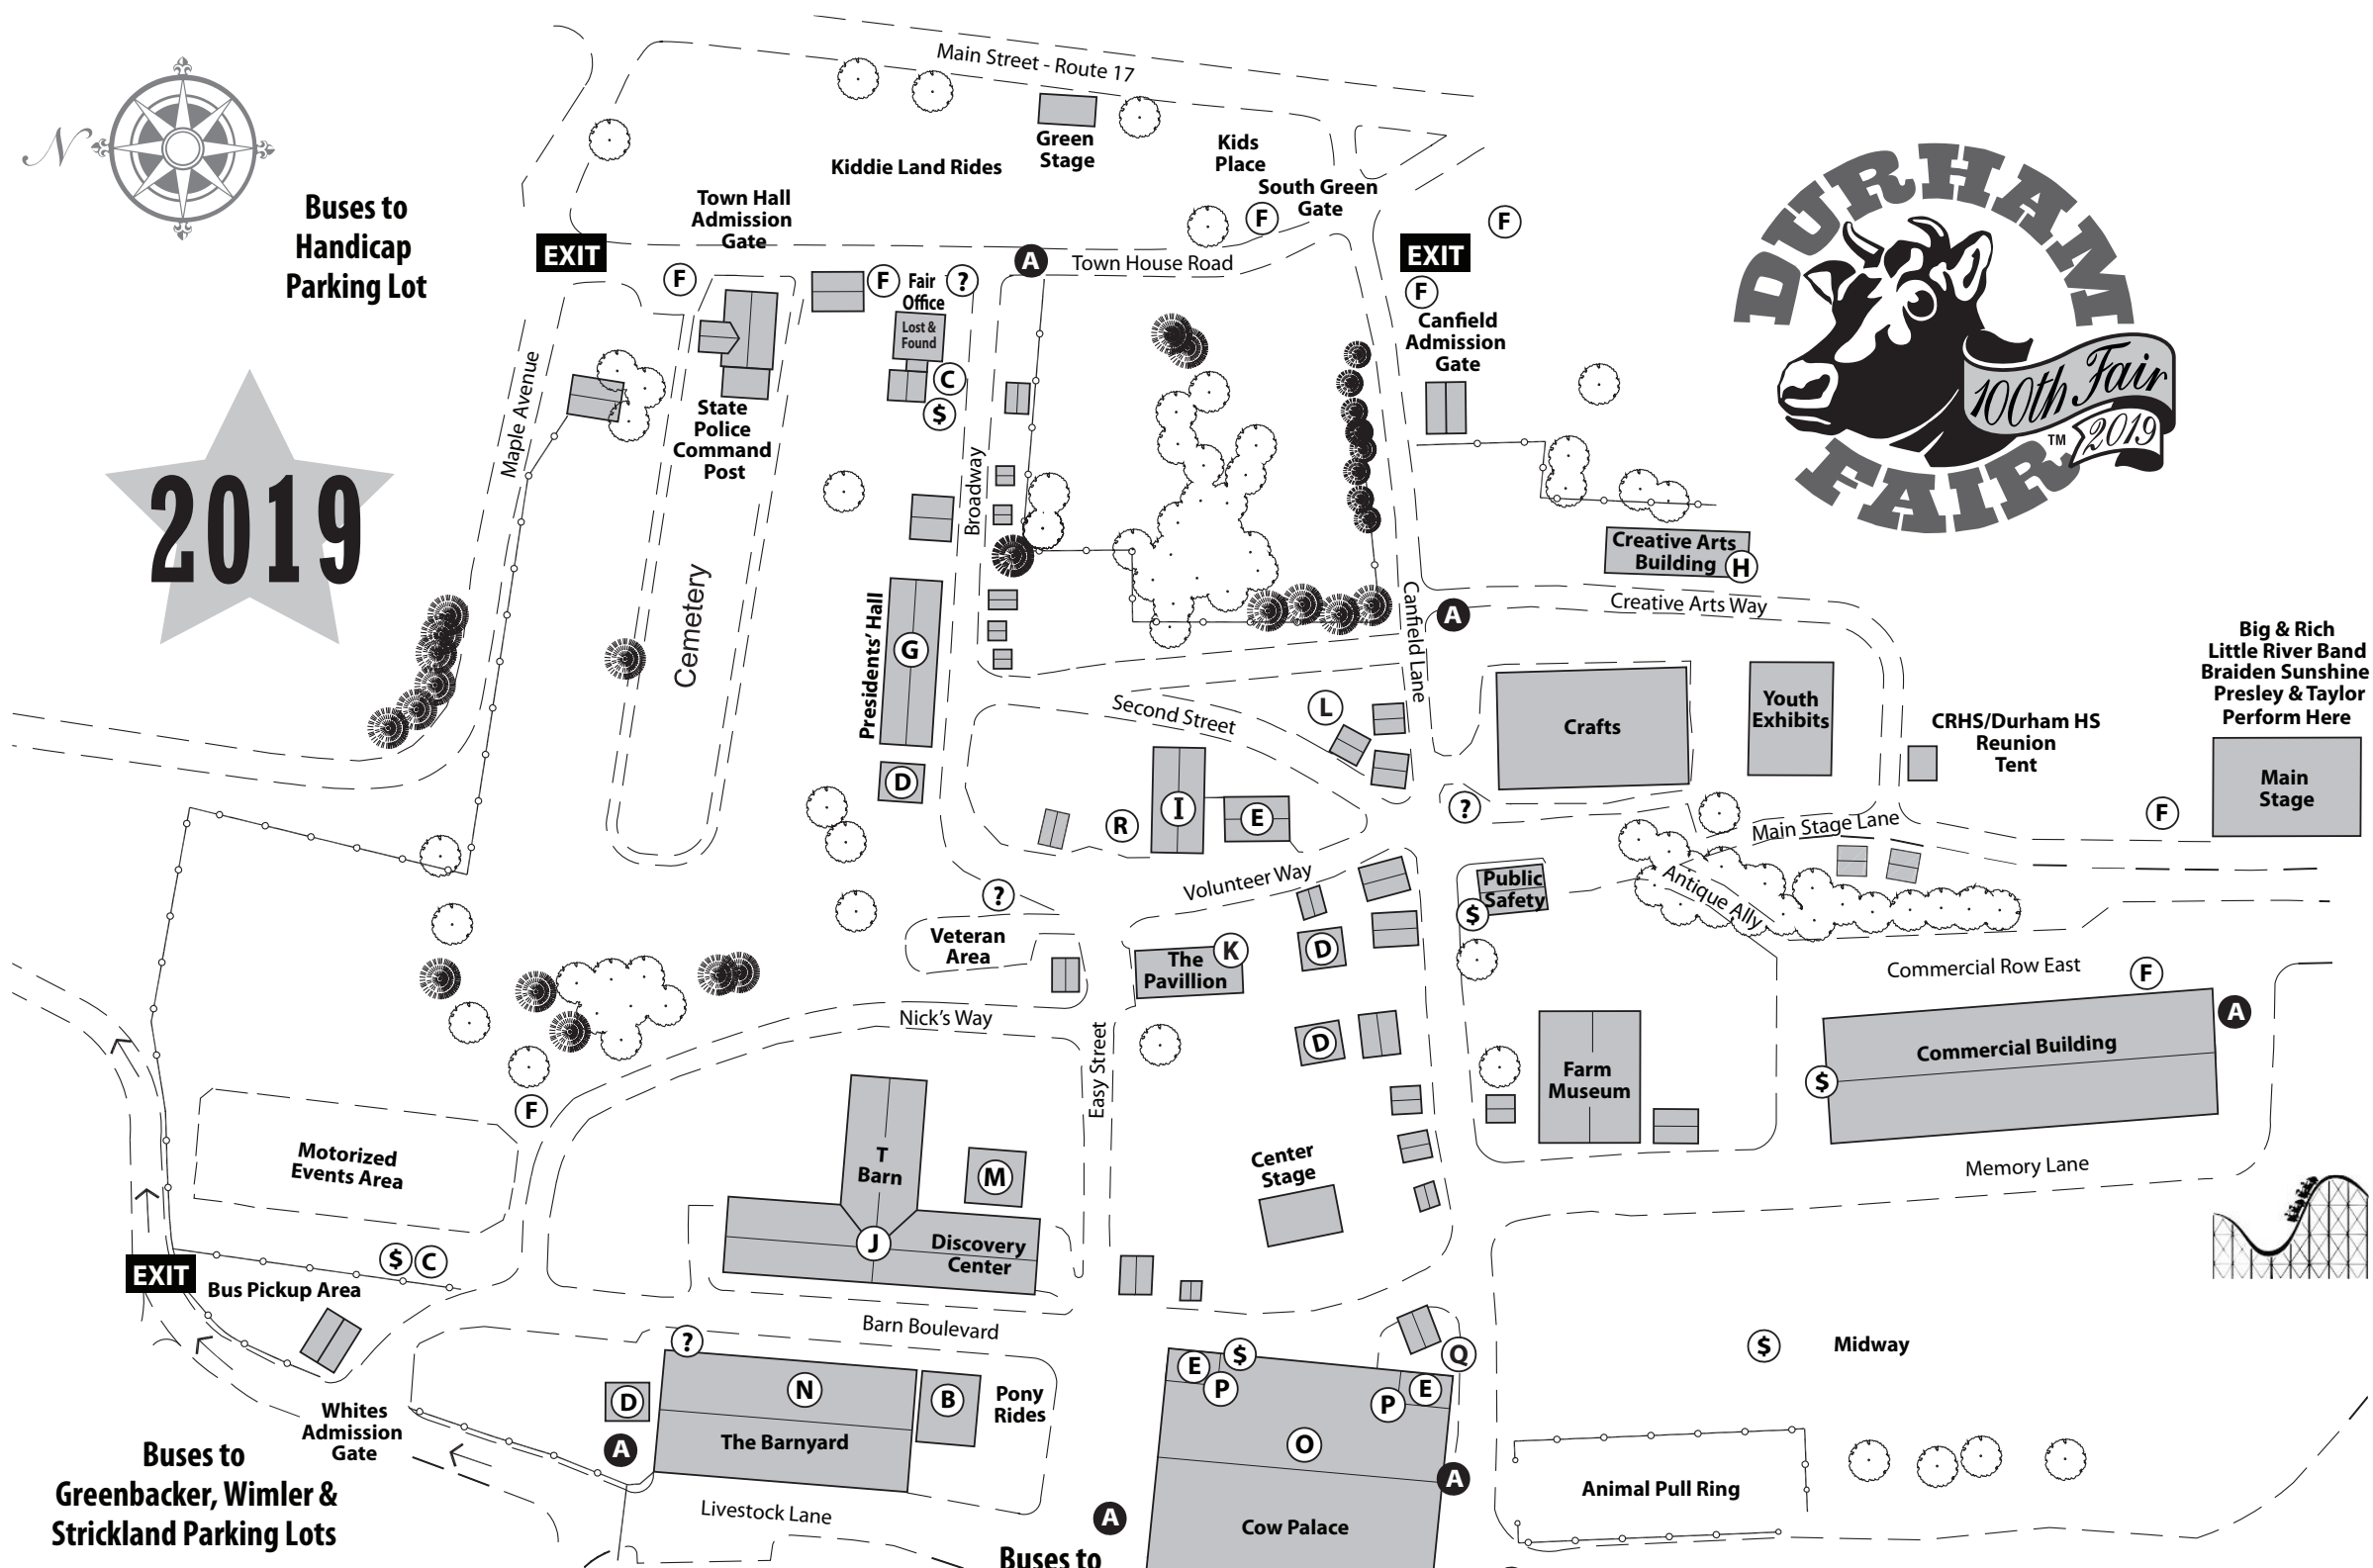 Main Street - Route 17
N
Green
Stage
Kids
Place
Kiddie Land Rides
South Green
Gate
F
F
Buses to
Handicap
Parking Lot
Town Hall
Admission
Gate
EXIT
EXIT
A
Town House Road
F
F
Fair
Office
?
F
Lost &
Found
Canfield
Admission
Gate
DURHAM
FAIR
100th Fair
2019
TM
C
$
State
Police
Command
Post
Maple Avenue
Broadway
2019
Cemetery
Creative Arts
Building
H
Creative Arts Way
A
Canfield Lane
Presidents' Hall
G
Big & Rich
Little River Band
Braiden Sunshine
Presley & Taylor
Perform Here
Second Street
L
Crafts
Youth
Exhibits
CRHS/Durham HS
Reunion
Tent
Main
Stage
D
R
I
E
?
F
Main Stage Lane
Volunteer Way
Public
Safety
$
Antique Ally
?
Veteran
Area
The
Pavillion
K
D
Commercial Row East
F
A
Nick's Way
Easy Street
D
Farm
Museum
Commercial Building
$
F
Motorized
Events Area
T
Barn
M
Center
Stage
Memory Lane
J
Discovery
Center
$
C
EXIT
Bus Pickup Area
Barn Boulevard
?
Q
$
Midway
E
$
P
P
E
D
N
B
Pony
Rides
Whites
Admission
Gate
A
The Barnyard
O
A
Animal Pull Ring
Buses to
Greenbacker, Wimler &
Strickland Parking Lots
Livestock Lane
A
Cow Palace
Buses to